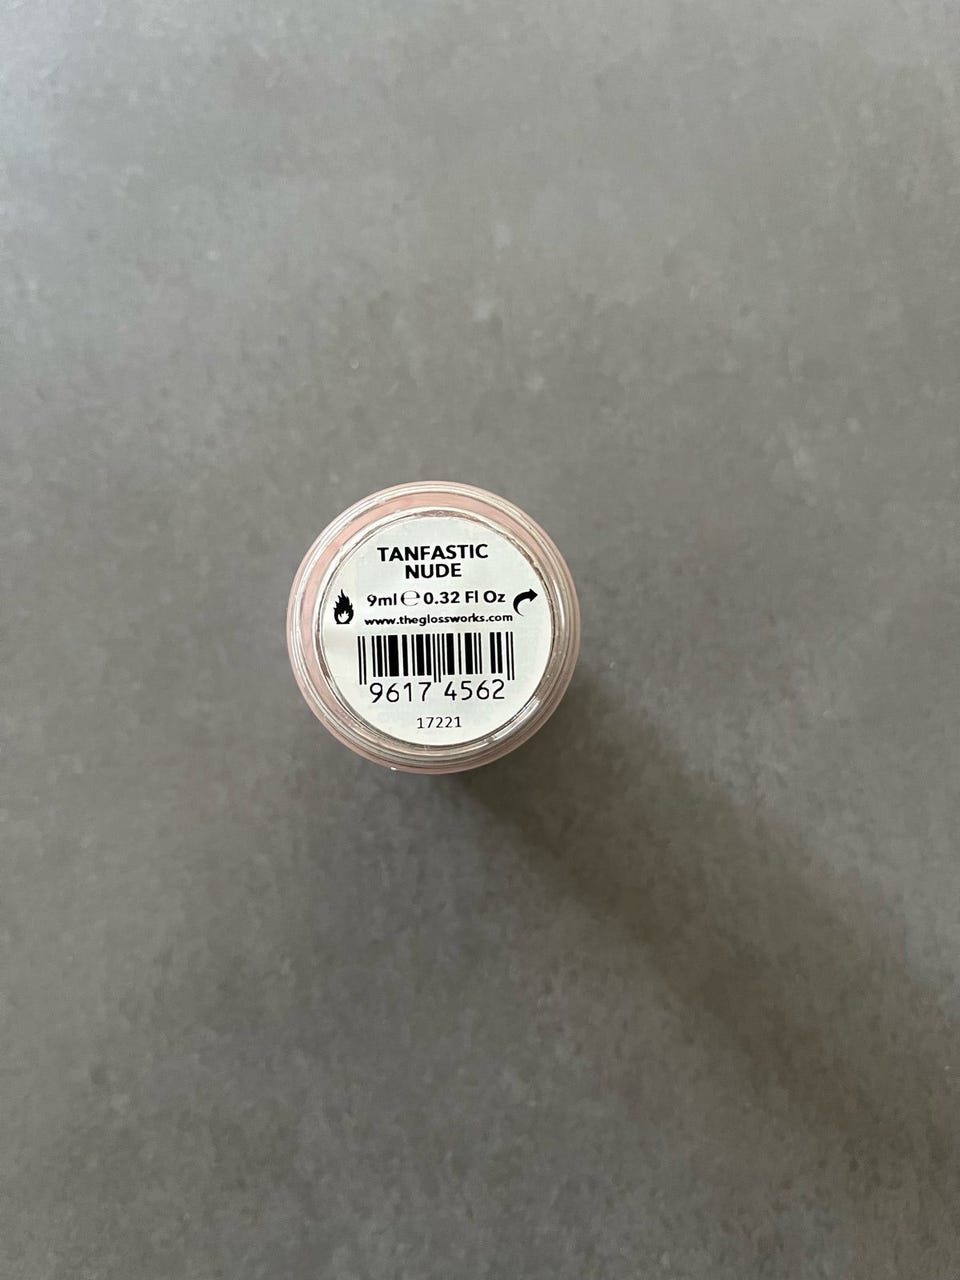 TANFASTIC
NUDE
9ml ℮ 0.32 Fl Oz
www.theglossworks.com
9617 4562
17221